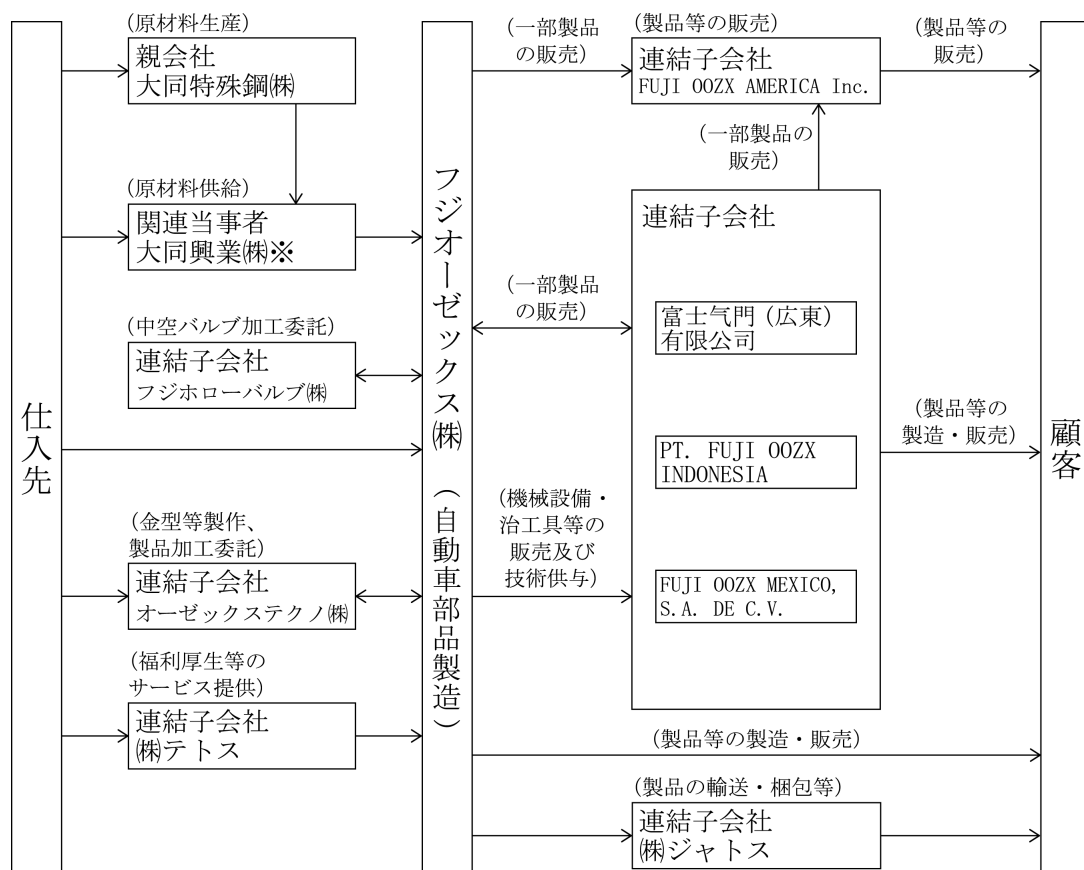 仕入先
(原材料生産)
親会社
大同特殊鋼㈱
(原材料供給)
関連当事者
大同興業㈱※
(中空バルブ加工委託)
連結子会社
フジホローバルブ㈱
(金型等製作、
製品加工委託)
連結子会社
オーゼックステクノ㈱
(福利厚生等の
サービス提供)
連結子会社
㈱テトス
フジオーゼックス㈱ (自動車部品製造)
(一部製品
の販売)
(製品等の販売)
連結子会社
FUJI OOZX AMERICA Inc.
(製品等の
販売)
(一部製品の
販売)
連結子会社
(一部製品
の販売)
富士气門(広東)
有限公司
PT. FUJI OOZX
INDONESIA
(製品等の
製造・販売)
(機械設備・
治工具等の
販売及び
技術供与)
FUJI OOZX MEXICO,
S.A. DE C.V.
(製品等の製造・販売)
(製品の輸送・梱包等)
連結子会社
㈱ジャトス
顧客